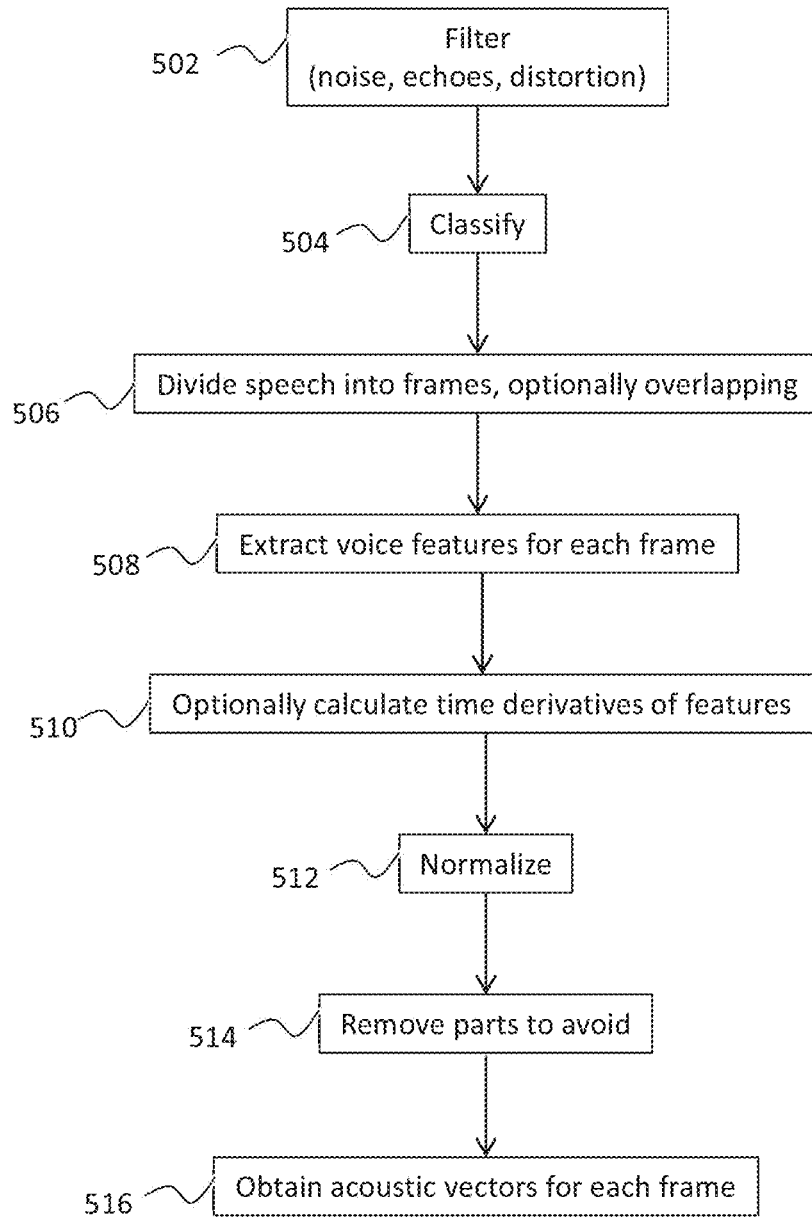 Filter
502
(noise, echoes, distortion)
504
Classify
506
Divide speech into frames, optionally overlapping
508
Extract voice features for each frame
510
Optionally calculate time derivatives of features
512
Normalize
514
Remove parts to avoid
516
Obtain acoustic vectors for each frame